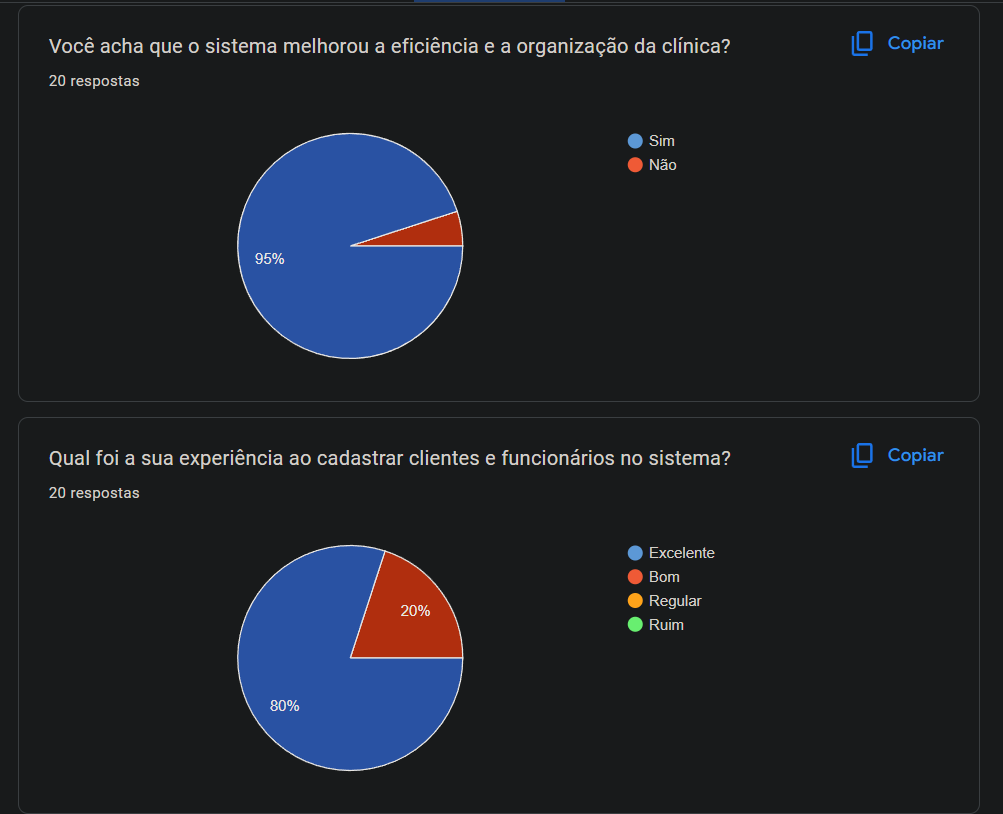 Você acha que o sistema melhorou a eficiência e a organização da clínica?
Copiar
20 respostas
Sim
Não
95%
Qual foi a sua experiência ao cadastrar clientes e funcionários no sistema?
Copiar
20 respostas
Excelente
Bom
Regular
Ruim
20%
80%